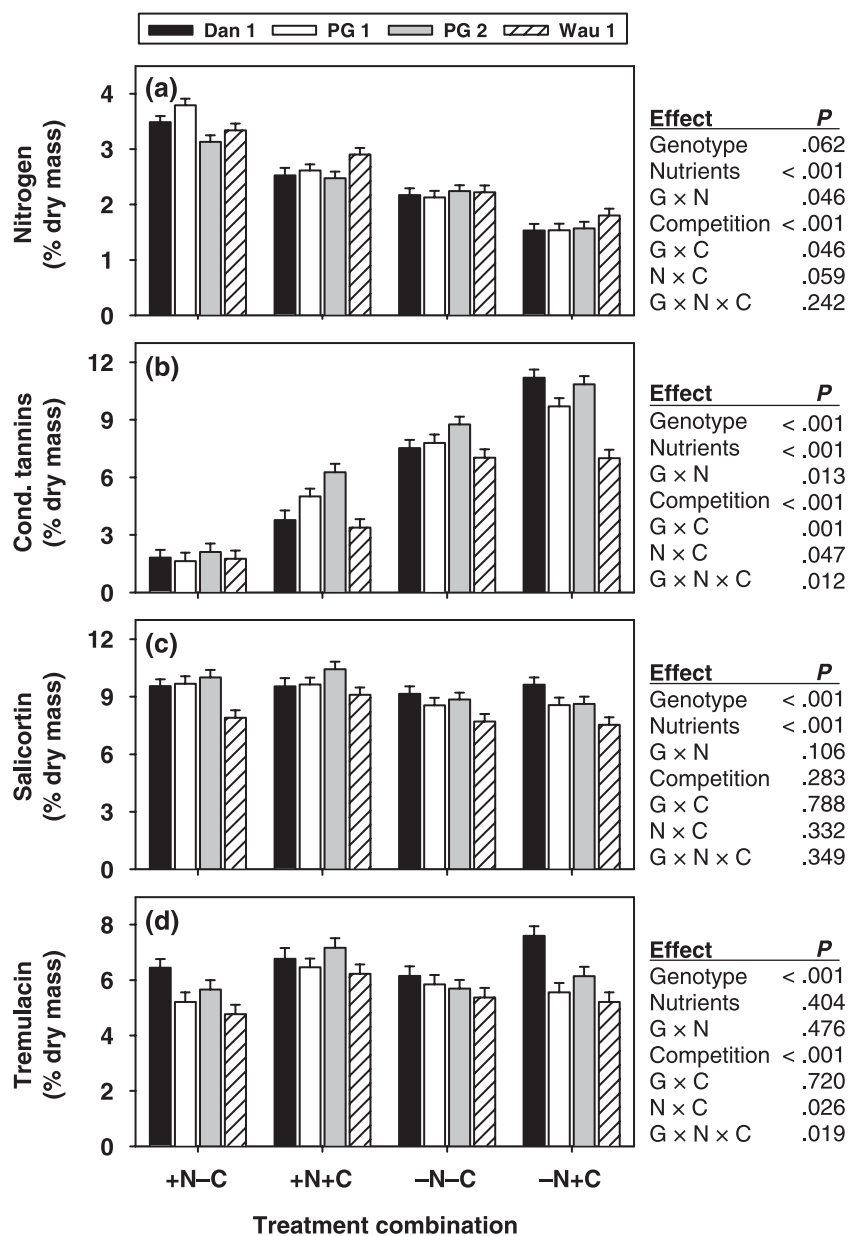 Dan 1 PG 1 PG 2 Wau 1
(a)
Nitrogen
(% dry mass)
4
3
2
1
0
Effect P
Genotype .062
Nutrients < .001
G × N .046
Competition < .001
G × C .046
N × C .059
G × N × C .242
(b)
Cond. tannins
(% dry mass)
12
9
6
3
0
Effect P
Genotype < .001
Nutrients < .001
G × N .013
Competition < .001
G × C .001
N × C .047
G × N × C .012
(c)
Salicortin
(% dry mass)
12
9
6
3
0
Effect P
Genotype < .001
Nutrients < .001
G × N .106
Competition .283
G × C .788
N × C .332
G × N × C .349
(d)
Tremulacin
(% dry mass)
8
6
4
2
0
Effect P
Genotype < .001
Nutrients .404
G × N .476
Competition < .001
G × C .720
N × C .026
G × N × C .019
+N–C +N+C –N–C –N+C
Treatment combination